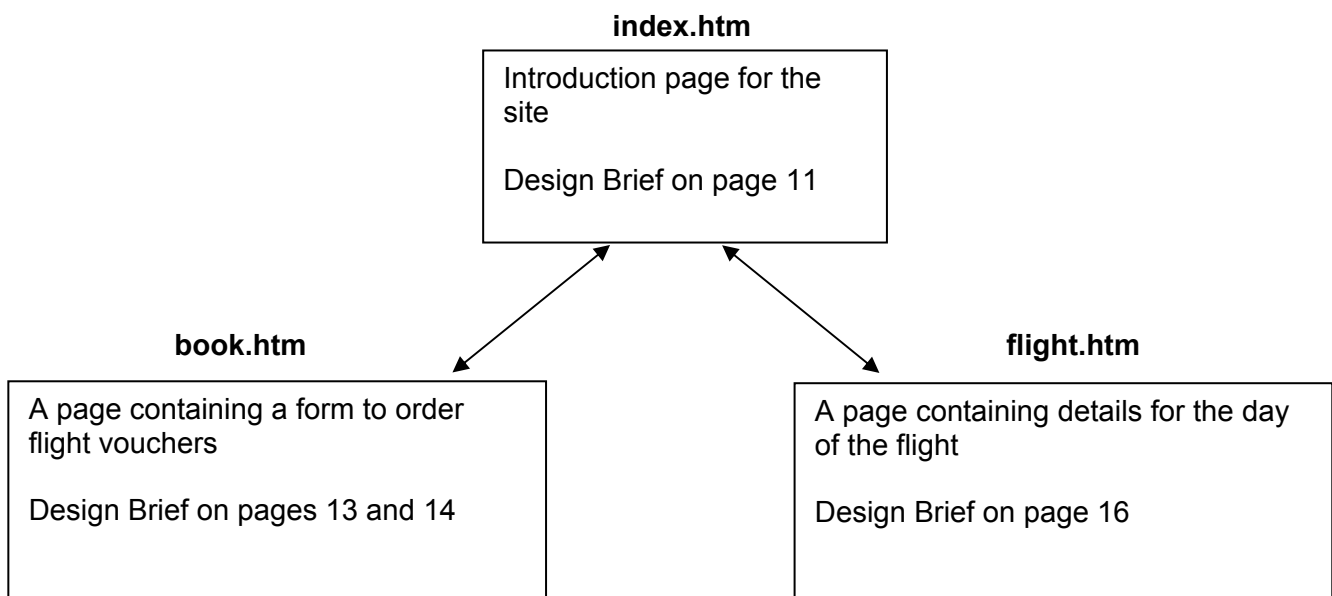 index.htm
Introduction page for the
site
Design Brief on page 11
book.htm
A page containing a form to order
flight vouchers
Design Brief on pages 13 and 14
flight.htm
A page containing details for the day
of the flight
Design Brief on page 16